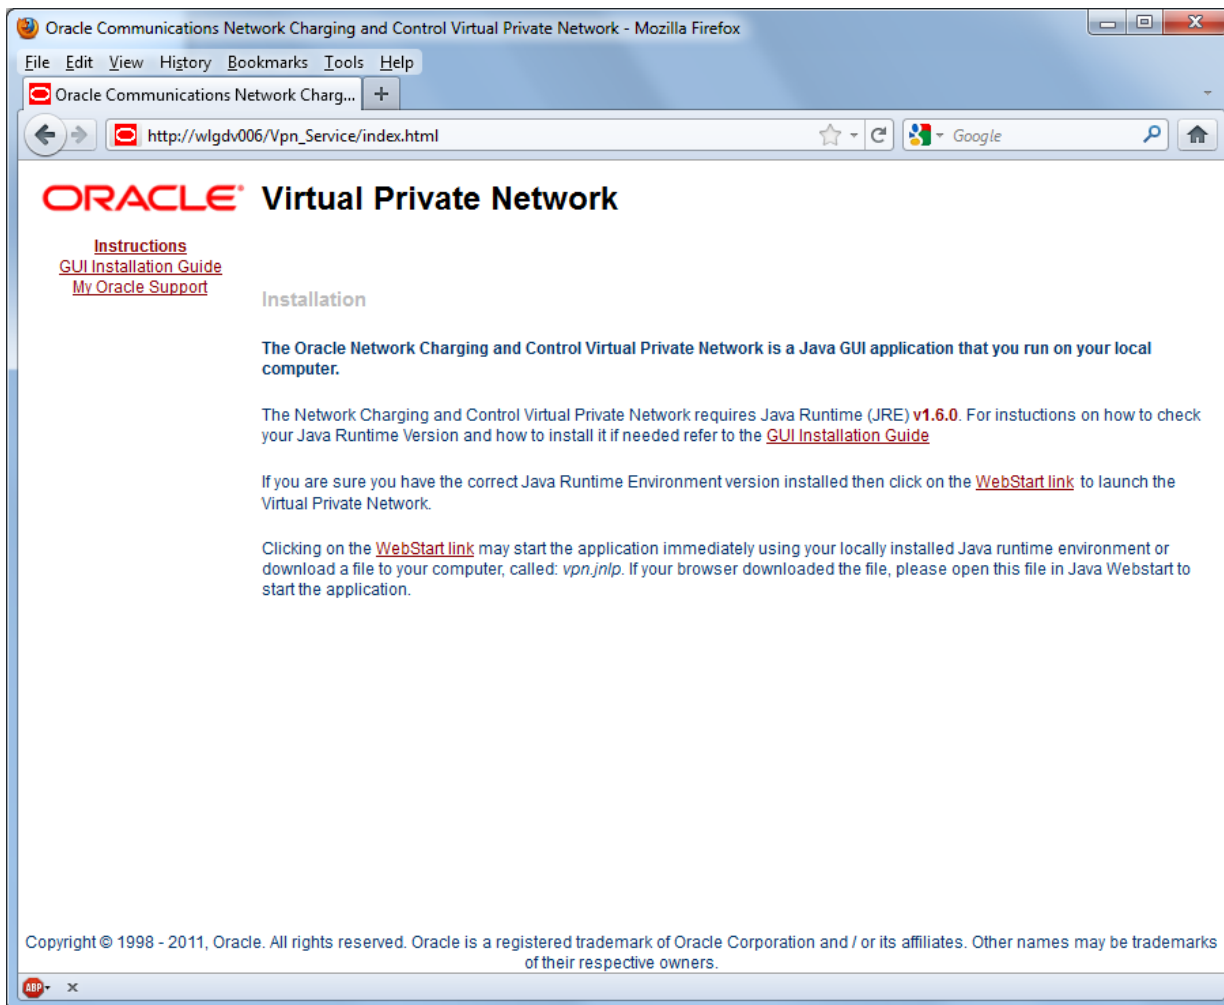 Oracle Communications Network Charging and Control Virtual Private Network - Mozilla Firefox
File Edit View History Bookmarks Tools Help
Oracle Communications Network Charg...
http://wlgdv006/Vpn_Service/index.html
Google
ORACLE® Virtual Private Network
Instructions
GUI Installation Guide
My Oracle Support
Installation
The Oracle Network Charging and Control Virtual Private Network is a Java GUI application that you run on your local
computer.
The Network Charging and Control Virtual Private Network requires Java Runtime (JRE) v1.6.0. For instuctions on how to check
your Java Runtime Version and how to install it if needed refer to the GUI Installation Guide
If you are sure you have the correct Java Runtime Environment version installed then click on the WebStart link to launch the
Virtual Private Network.
Clicking on the WebStart link may start the application immediately using your locally installed Java runtime environment or
download a file to your computer, called: vpn.jnlp. If your browser downloaded the file, please open this file in Java Webstart to
start the application.
Copyright © 1998 - 2011, Oracle. All rights reserved. Oracle is a registered trademark of Oracle Corporation and / or its affiliates. Other names may be trademarks
of their respective owners.
ABP